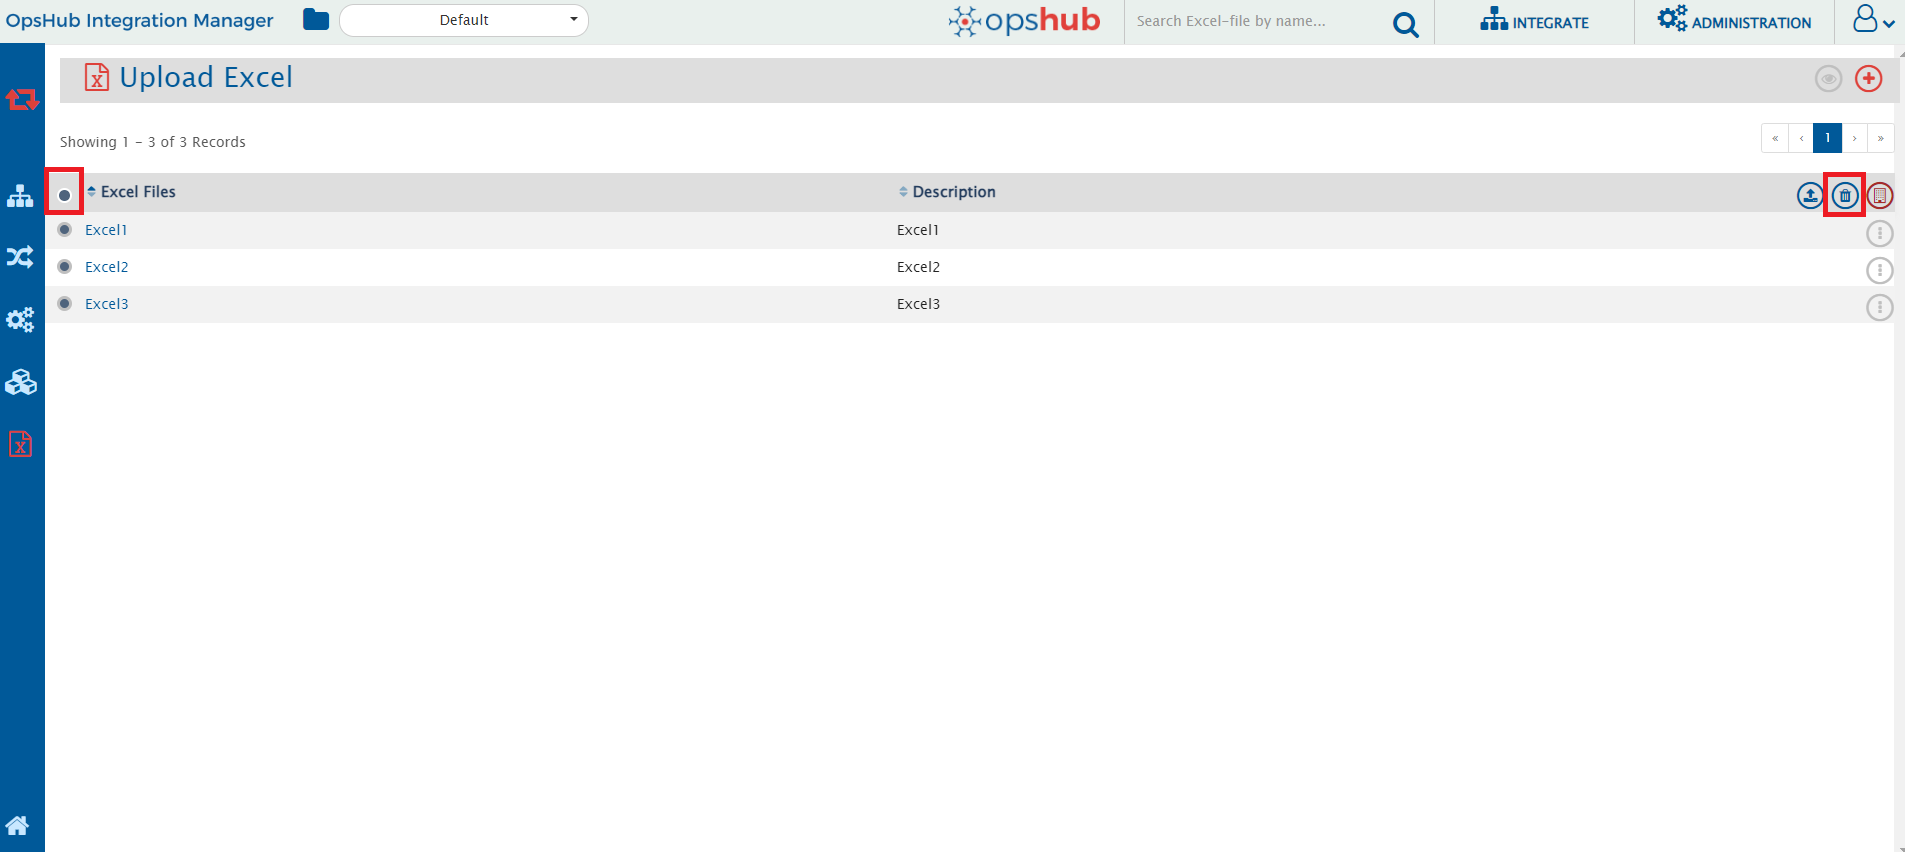 OpsHub Integration Manager
Default
opshub
Search Excel-file by name...
INTEGRATE
ADMINISTRATION
Upload Excel
Showing 1 - 3 of 3 Records
« ‹ 1 › »
Excel Files Description
Excel1 Excel1
Excel2 Excel2
Excel3 Excel3